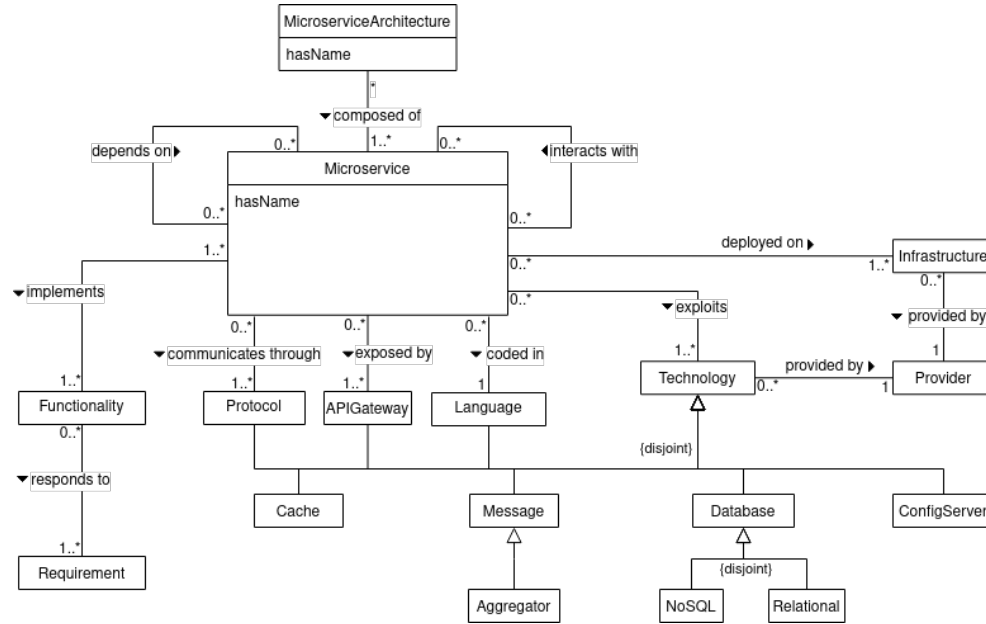 MicroserviceArchitecture
hasName
*
composed of
1..*
0..*
0..*
depends on
interacts with
Microservice
hasName
0..*
0..*
1..*
deployed on
0..*
1..*
Infrastructure
0..*
implements
0..*
exploits
provided by
0..*
0..*
0..*
communicates through
exposed by
coded in
1..*
1..*
1..*
1
1..*
1
Technology
provided by
0..*
1
Provider
Functionality
Protocol
APIGateway
Language
0..*
{disjoint}
responds to
Cache
Message
Database
ConfigServer
1..*
Requirement
{disjoint}
Aggregator
NoSQL
Relational